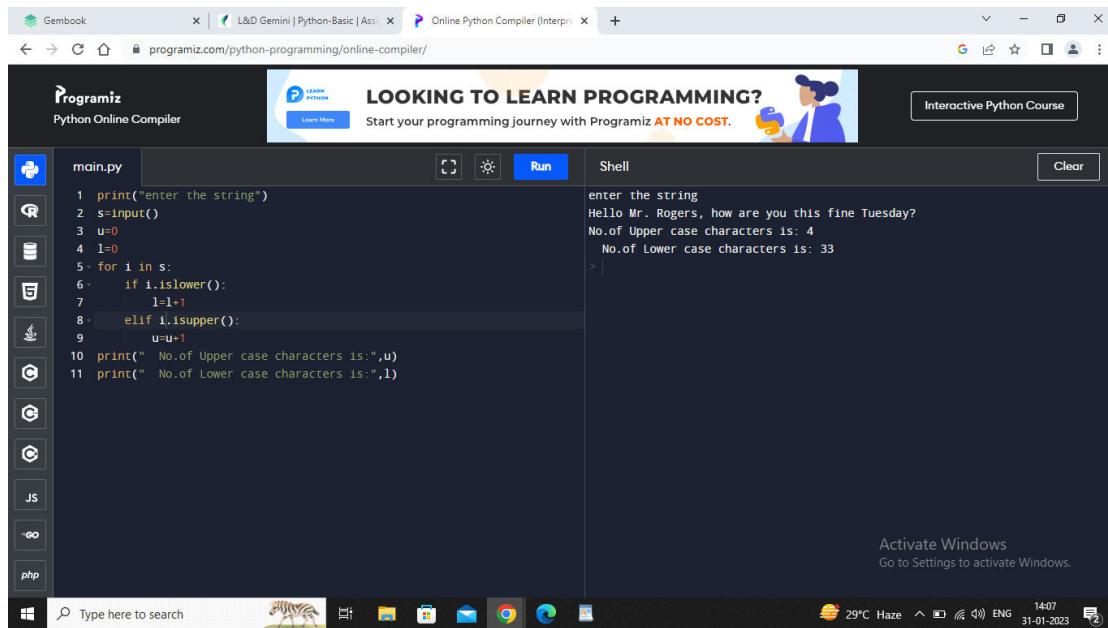 Gembook
L&D Gemini | Python-Basic | Assi
Online Python Compiler (Interpre
programiz.com/python-programming/online-compiler/
Programiz
Python Online Compiler
LEARN PYTHON
Learn More
LOOKING TO LEARN PROGRAMMING?
Start your programming journey with Programiz AT NO COST.
Interactive Python Course
main.py
Run
Shell
Clear
1 print("enter the string")
2 s=input()
3 u=0
4 l=0
5 for i in s:
6 if i.islower():
7 l=l+1
8 elif i.isupper():
9 u=u+1
10 print("  No.of Upper case characters is:",u)
11 print("  No.of Lower case characters is:",l)
enter the string
Hello Mr. Rogers, how are you this fine Tuesday?
No.of Upper case characters is: 4
  No.of Lower case characters is: 33
>
JS
GO
php
Activate Windows
Go to Settings to activate Windows.
Type here to search
29°C Haze
ENG
14:07
31-01-2023
2